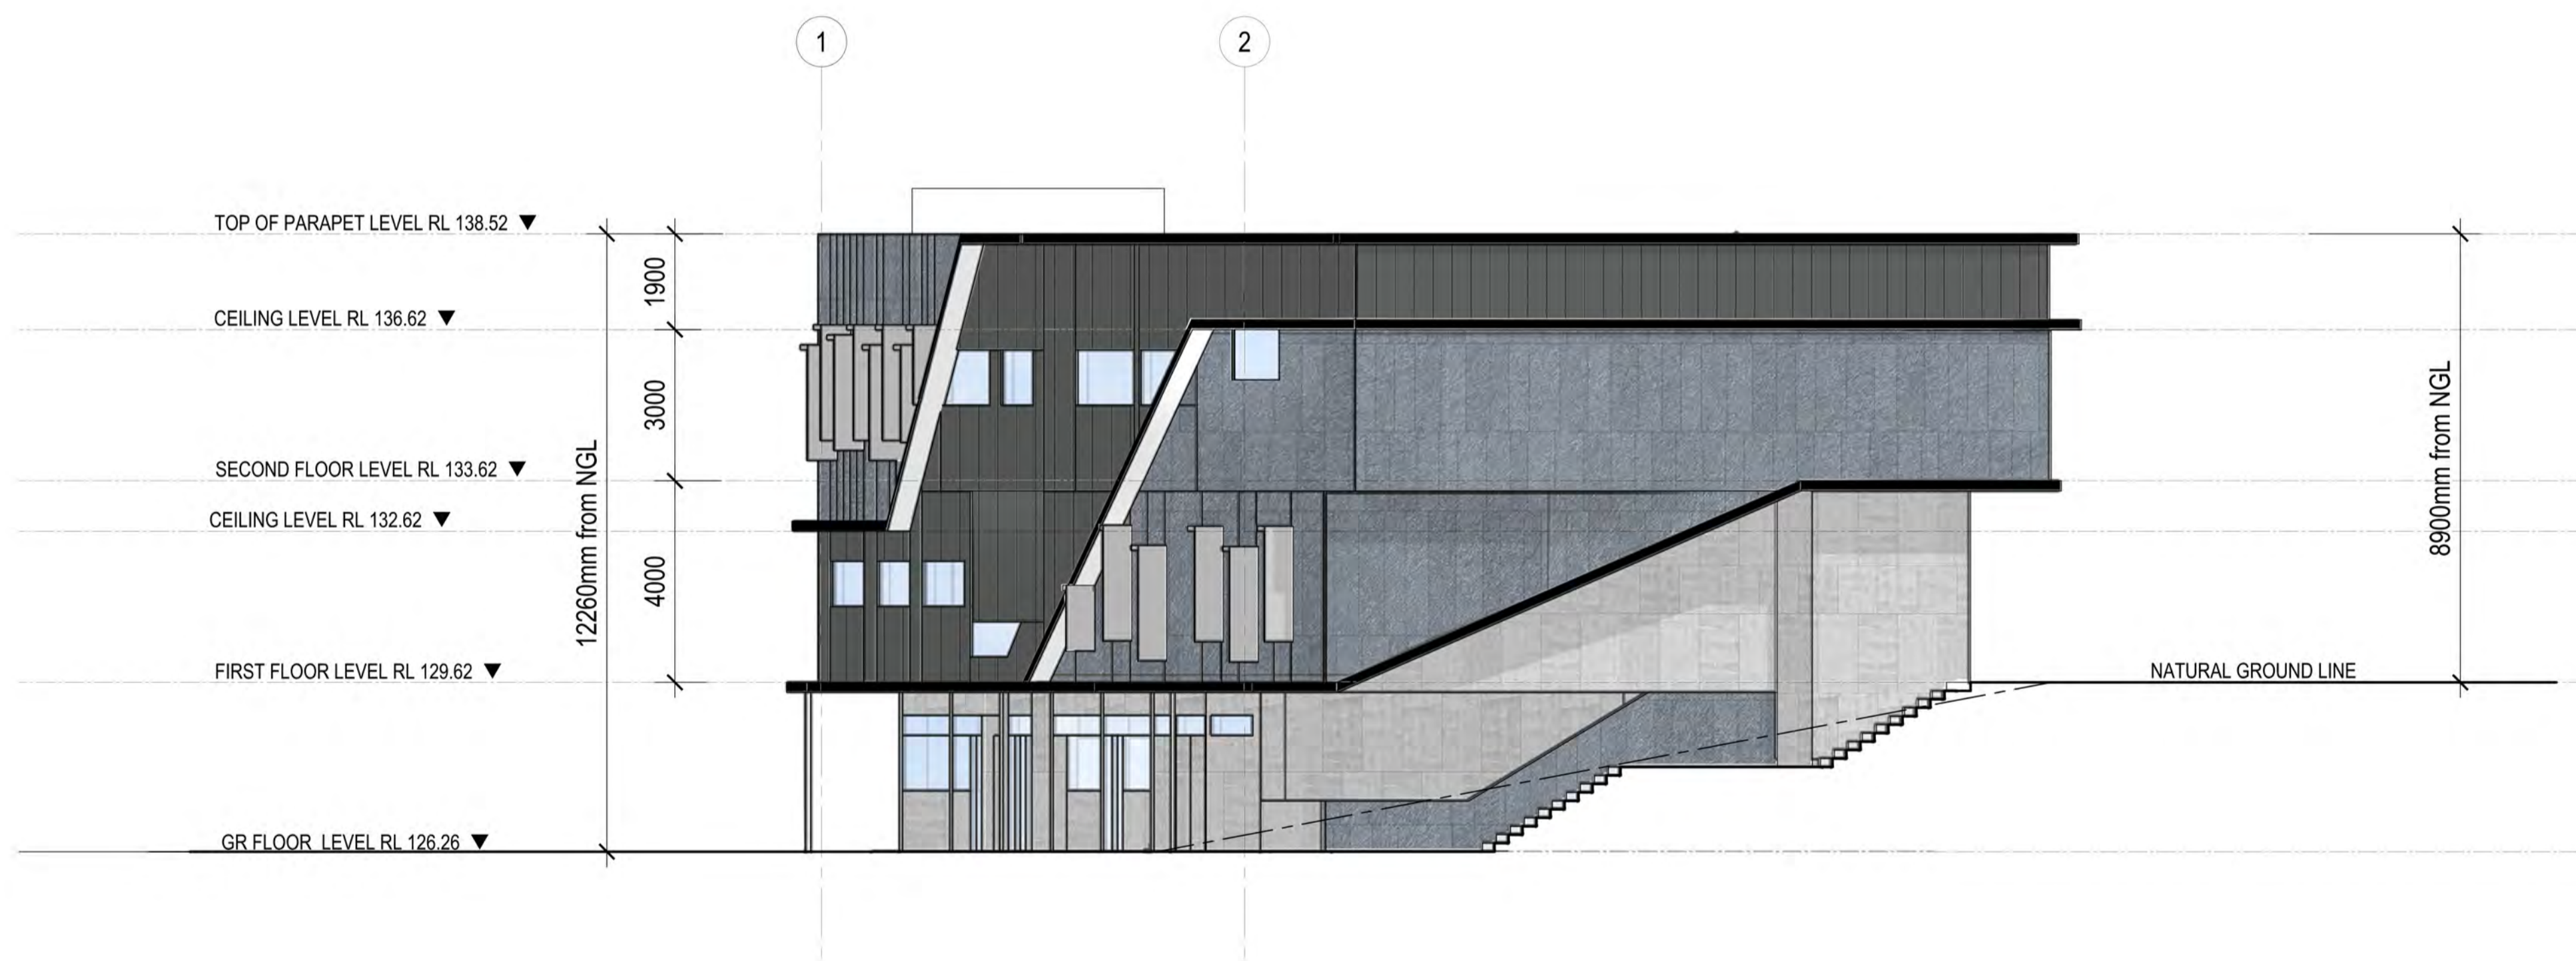 1
2
TOP OF PARAPET LEVEL RL 138.52
1900
CEILING LEVEL RL 136.62
3000
8900mm from NGL
12260mm from NGL
SECOND FLOOR LEVEL RL 133.62
CEILING LEVEL RL 132.62
4000
FIRST FLOOR LEVEL RL 129.62
NATURAL GROUND LINE
GR FLOOR LEVEL RL 126.26